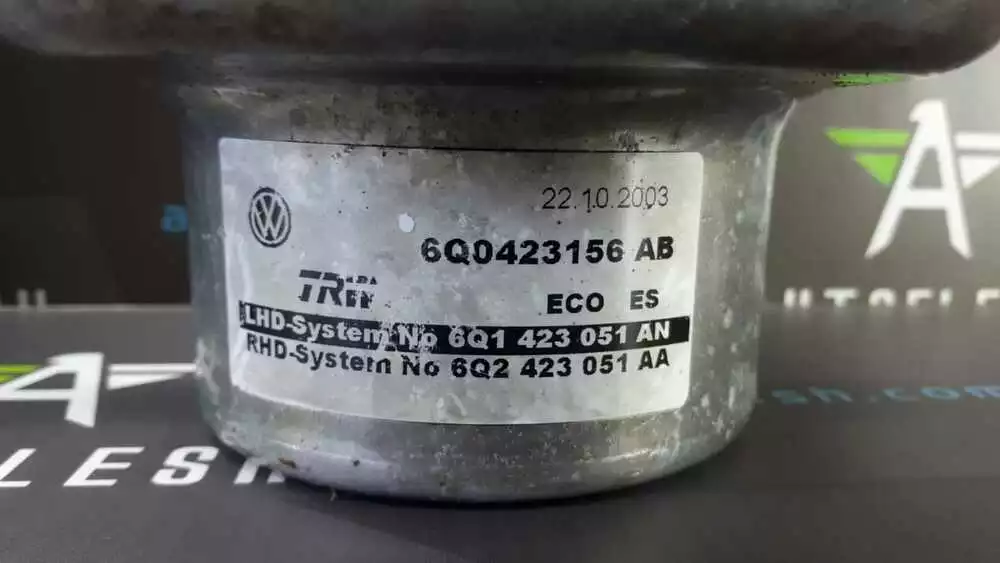 22.10.2003
6Q0423156 AB
TRW
ECO ES
LHD-System No 6Q1 423 051 AN
RHD-System No 6Q2 423 051 AA